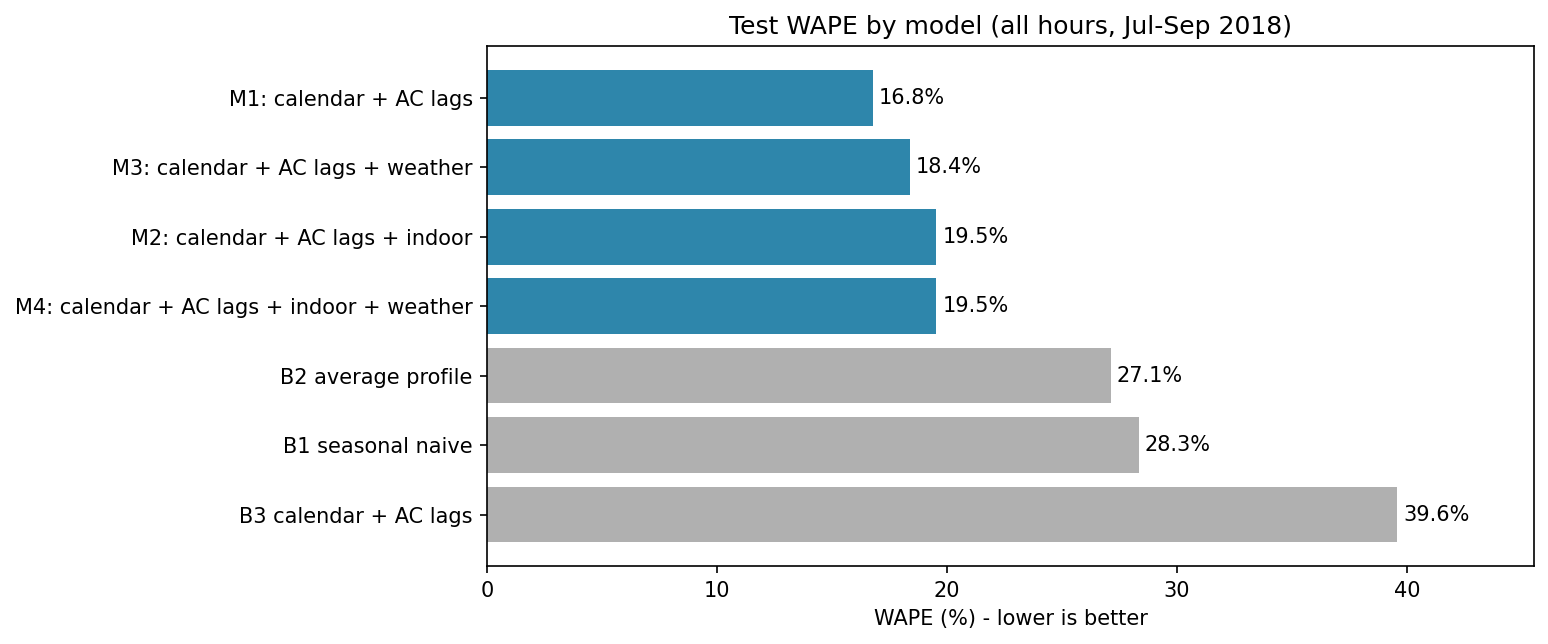 Test WAPE by model (all hours, Jul-Sep 2018)
M1: calendar + AC lags 16.8%
M3: calendar + AC lags + weather 18.4%
M2: calendar + AC lags + indoor 19.5%
M4: calendar + AC lags + indoor + weather 19.5%
B2 average profile 27.1%
B1 seasonal naive 28.3%
B3 calendar + AC lags 39.6%
0 10 20 30 40
WAPE (%) - lower is better